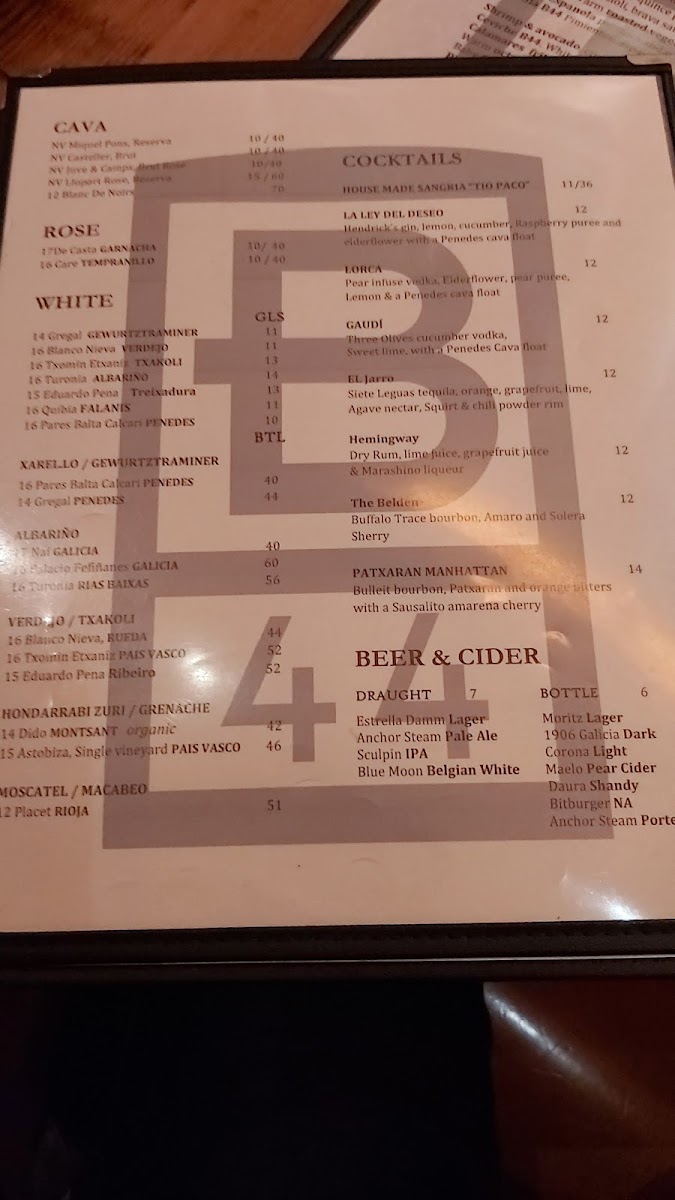 CAVA
NV Miquel Pons, Reserva 10 / 40
NV Casteller, Brut 10 / 40
NV Juve & Camps, Brut Rose 10/40
NV Llopart Rose, Reserva 15 / 60
12 Blanc De Noirs 70
ROSE
17De Casta GARNACHA 10/ 40
16 Care TEMPRANILLO 10 / 40
WHITE
GLS
14 Gregal GEWURTZTRAMINER 11
16 Blanco Nieva VERDEJO 11
16 Txomin Etxaniz TXAKOLI 13
16 Turonia ALBARIÑO 14
15 Eduardo Pena Treixadura 13
16 Quibia FALANIS 11
16 Pares Balta Calcari PENEDES 10
BTL
XARELLO / GEWURTZTRAMINER
16 Pares Balta Calcari PENEDES 40
14 Gregal PENEDES 44
ALBARIÑO
Nai GALICIA 40
Palacio Fefiñanes GALICIA 60
16 Turonia RIAS BAIXAS 56
VERDEJO / TXAKOLI
16 Blanco Nieva, RUEDA 44
16 Txomin Etxaniz PAIS VASCO 52
15 Eduardo Pena Ribeiro 52
HONDARRABI ZURI / GRENACHE
14 Dido MONTSANT organic 42
15 Astobiza, Single vineyard PAIS VASCO 46
MOSCATEL / MACABEO
12 Placet RIOJA 51
COCKTAILS
HOUSE MADE SANGRIA "TIO PACO" 11/36
LA LEY DEL DESEO 12
Hendrick's gin, lemon, cucumber, Raspberry puree and
elderflower with a Penedes cava float
LORCA 12
Pear infuse vodka, Elderflower, pear puree,
Lemon & a Penedes cava float
GAUDÍ 12
Three Olives cucumber vodka,
Sweet lime, with a Penedes Cava float
EL Jarro 12
Siete Leguas tequila, orange, grapefruit, lime,
Agave nectar, Squirt & chili powder rim
Hemingway
Dry Rum, lime juice, grapefruit juice 12
& Marashino liqueur
The Belden 12
Buffalo Trace bourbon, Amaro and Solera
Sherry
PATXARAN MANHATTAN 14
Bulleit bourbon, Patxaran and orange bitters
with a Sausalito amarena cherry
BEER & CIDER
DRAUGHT 7
Estrella Damm Lager
Anchor Steam Pale Ale
Sculpin IPA
Blue Moon Belgian White
BOTTLE 6
Moritz Lager
1906 Galicia Dark
Corona Light
Maelo Pear Cider
Daura Shandy
Bitburger NA
Anchor Steam Porte
B
44
Shrimp & avocado
Ceviche B44, Whit
Calamares